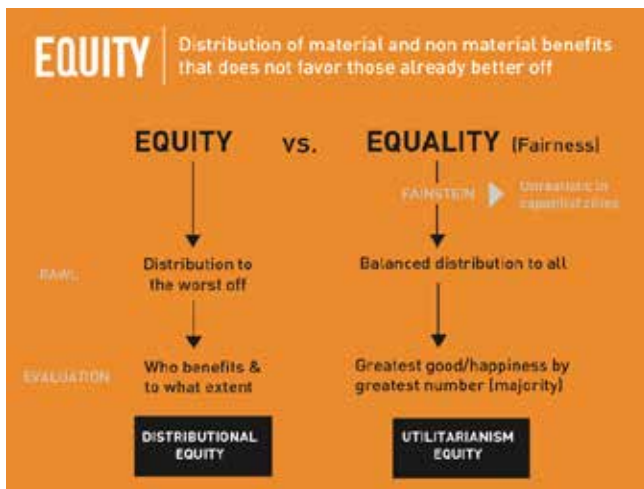 EQUITY
Distribution of material and non material benefits
that does not favor those already better off
EQUITY vs. EQUALITY (Fairness)
FAINSTEIN
Unrealistic in
capitalist cities
RAWL
Distribution to
the worst off
Balanced distribution to all
EVALUATION
Who benefits &
to what extent
Greatest good/happiness by
greatest number (majority)
DISTRIBUTIONAL
EQUITY
UTILITARIANISM
EQUITY